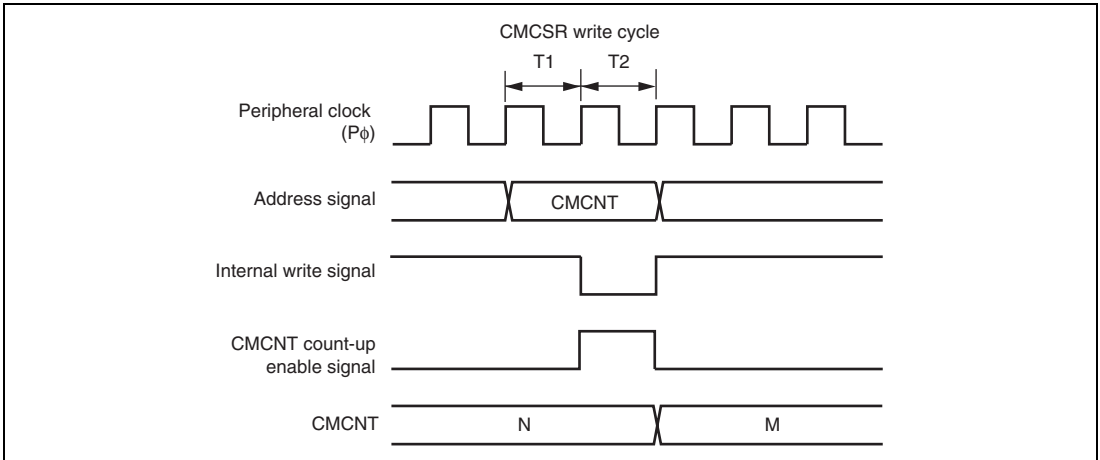 CMCSR write cycle
T1 T2
Peripheral clock
(Pϕ)
Address signal
CMCNT
Internal write signal
CMCNT count-up
enable signal
CMCNT
N
M